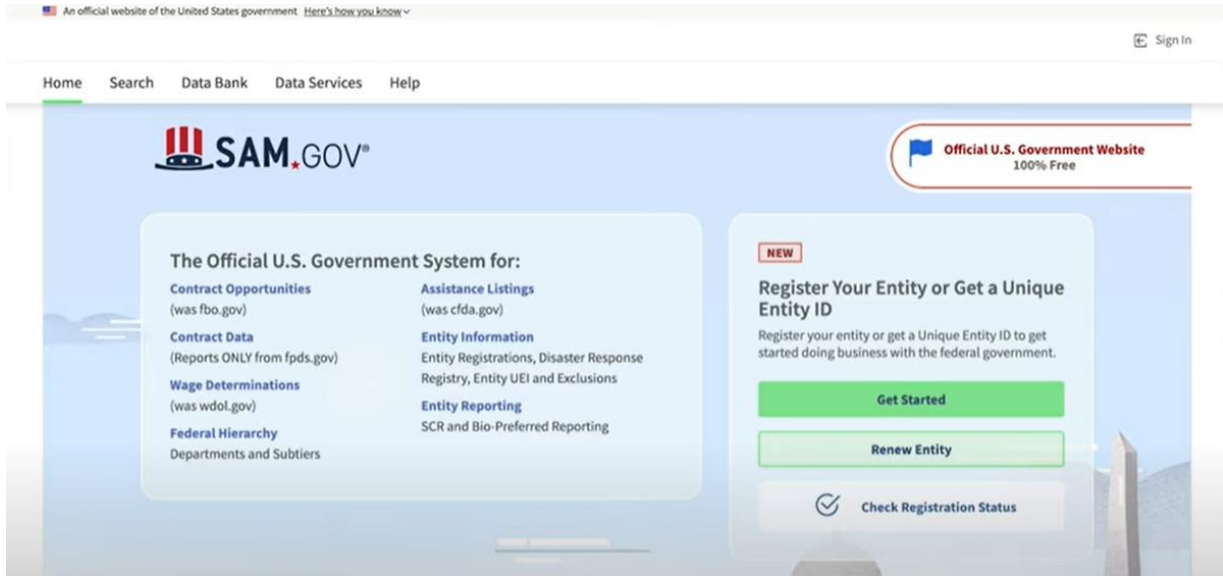 An official website of the United States government Here's how you know
Sign In
Home Search Data Bank Data Services Help
SAM.GOV®
Official U.S. Government Website
100% Free
The Official U.S. Government System for:
Contract Opportunities
(was fbo.gov)
Contract Data
(Reports ONLY from fpds.gov)
Wage Determinations
(was wdol.gov)
Federal Hierarchy
Departments and Subtiers
Assistance Listings
(was cfda.gov)
Entity Information
Entity Registrations, Disaster Response
Registry, Entity UEI and Exclusions
Entity Reporting
SCR and Bio-Preferred Reporting
NEW
Register Your Entity or Get a Unique
Entity ID
Register your entity or get a Unique Entity ID to get
started doing business with the federal government.
Get Started
Renew Entity
Check Registration Status